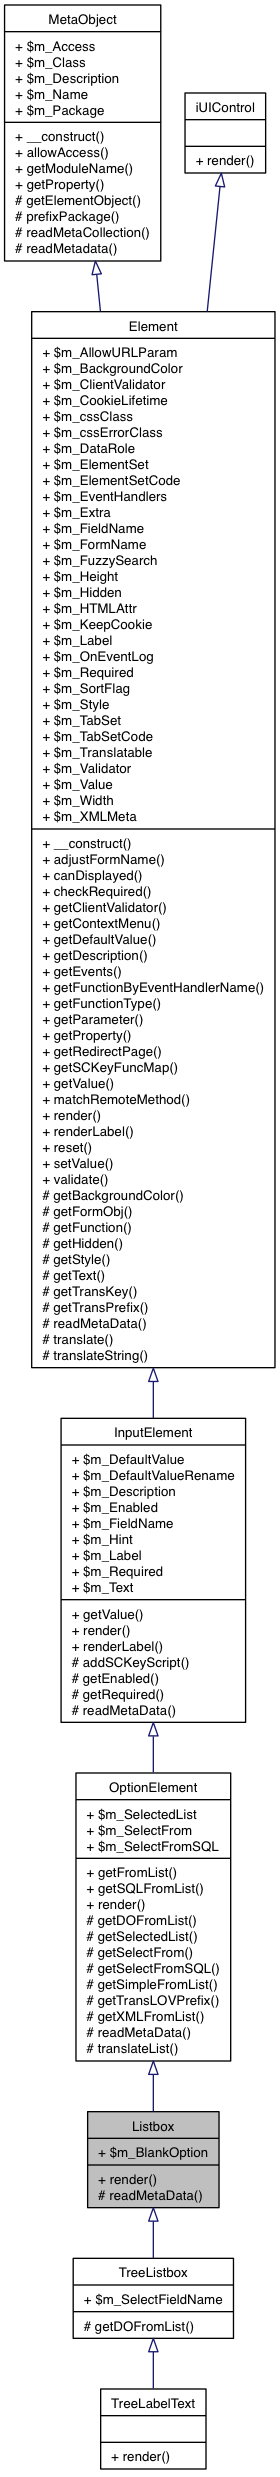 MetaObject
+ $m_Access
+ $m_Class
+ $m_Description
+ $m_Name
+ $m_Package
+ __construct()
+ allowAccess()
+ getModuleName()
+ getProperty()
# getElementObject()
# prefixPackage()
# readMetaCollection()
# readMetadata()
iUIControl
+ render()
Element
+ $m_AllowURLParam
+ $m_BackgroundColor
+ $m_ClientValidator
+ $m_CookieLifetime
+ $m_cssClass
+ $m_cssErrorClass
+ $m_DataRole
+ $m_ElementSet
+ $m_ElementSetCode
+ $m_EventHandlers
+ $m_Extra
+ $m_FieldName
+ $m_FormName
+ $m_FuzzySearch
+ $m_Height
+ $m_Hidden
+ $m_HTMLAttr
+ $m_KeepCookie
+ $m_Label
+ $m_OnEventLog
+ $m_Required
+ $m_SortFlag
+ $m_Style
+ $m_TabSet
+ $m_TabSetCode
+ $m_Translatable
+ $m_Validator
+ $m_Value
+ $m_Width
+ $m_XMLMeta
+ __construct()
+ adjustFormName()
+ canDisplayed()
+ checkRequired()
+ getClientValidator()
+ getContextMenu()
+ getDefaultValue()
+ getDescription()
+ getEvents()
+ getFunctionByEventHandlerName()
+ getFunctionType()
+ getParameter()
+ getProperty()
+ getRedirectPage()
+ getSCKeyFuncMap()
+ getValue()
+ matchRemoteMethod()
+ render()
+ renderLabel()
+ reset()
+ setValue()
+ validate()
# getBackgroundColor()
# getFormObj()
# getFunction()
# getHidden()
# getStyle()
# getText()
# getTransKey()
# getTransPrefix()
# readMetaData()
# translate()
# translateString()
InputElement
+ $m_DefaultValue
+ $m_DefaultValueRename
+ $m_Description
+ $m_Enabled
+ $m_FieldName
+ $m_Hint
+ $m_Label
+ $m_Required
+ $m_Text
+ getValue()
+ render()
+ renderLabel()
# addSCKeyScript()
# getEnabled()
# getRequired()
# readMetaData()
OptionElement
+ $m_SelectedList
+ $m_SelectFrom
+ $m_SelectFromSQL
+ getFromList()
+ getSQLFromList()
+ render()
# getDOFromList()
# getSelectedList()
# getSelectFrom()
# getSelectFromSQL()
# getSimpleFromList()
# getTransLOVPrefix()
# getXMLFromList()
# readMetaData()
# translateList()
Listbox
+ $m_BlankOption
+ render()
# readMetaData()
TreeListbox
+ $m_SelectFieldName
# getDOFromList()
TreeLabelText
+ render()